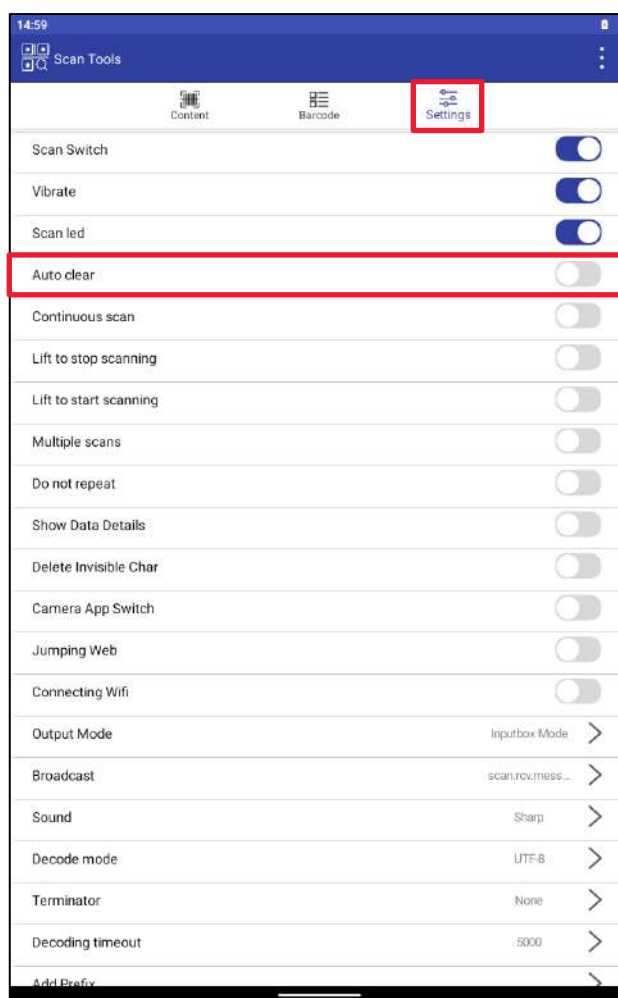 14:59
Scan Tools
Content Barcode Settings
Scan Switch
Vibrate
Scan led
Auto clear
Continuous scan
Lift to stop scanning
Lift to start scanning
Multiple scans
Do not repeat
Show Data Details
Delete Invisible Char
Camera App Switch
Jumping Web
Connecting Wifi
Output Mode Inputbox Mode
Broadcast scan.rcv.mess...
Sound Sharp
Decode mode UTF-8
Terminator None
Decoding timeout 5000
Add Prefix